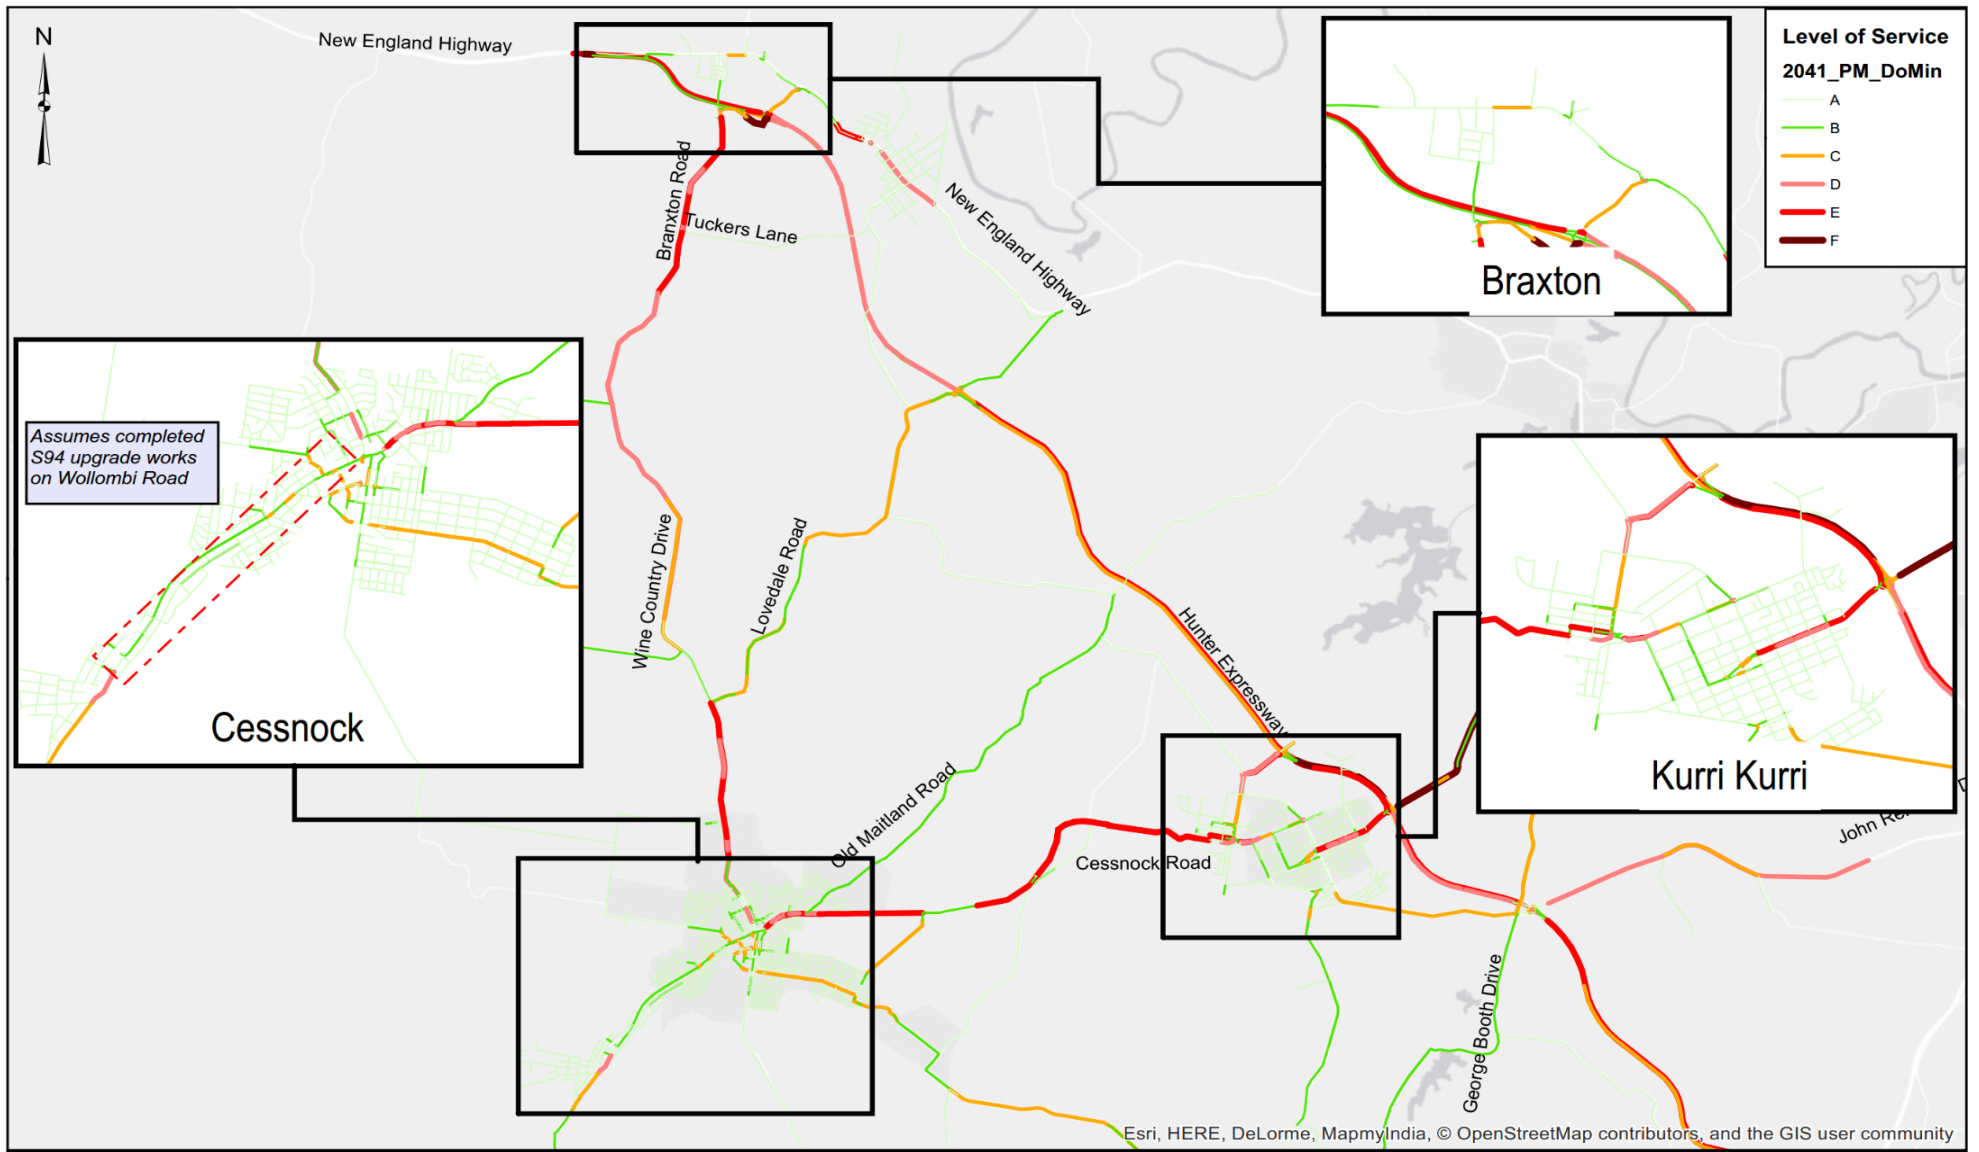 N
New England Highway
Level of Service
2041_PM_DoMin
A
B
C
D
E
F
Braxton
Branxton Road
Tuckers Lane
New England Highway
Assumes completed
S94 upgrade works
on Wollombi Road
Cessnock
Wine Country Drive
Lovedale Road
Hunter Expressway
Old Maitland Road
Cessnock Road
Kurri Kurri
John Re
George Booth Drive
Esri, HERE, DeLorme, MapmyIndia, © OpenStreetMap contributors, and the GIS user community